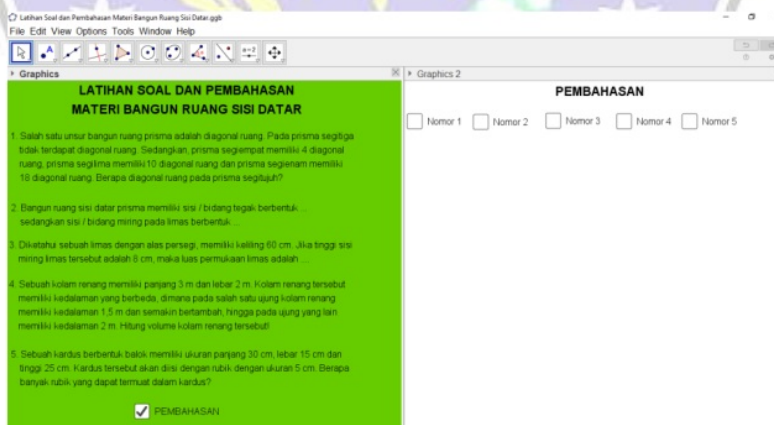 Latihan Soal dan Pembahasan Materi Bangun Ruang Sisi Datar.ggb
File Edit View Options Tools Window Help
A
a=2
Graphics
Graphics 2
LATIHAN SOAL DAN PEMBAHASAN
MATERI BANGUN RUANG SISI DATAR
1. Salah satu unsur bangun ruang prisma adalah diagonal ruang. Pada prisma segitiga
tidak terdapat diagonal ruang. Sedangkan, prisma segiempat memiliki 4 diagonal
ruang, prisma segilima memiliki 10 diagonal ruang dan prisma segienam memiliki
18 diagonal ruang. Berapa diagonal ruang pada prisma segitujuh?
2. Bangun ruang sisi datar prisma memiliki sisi / bidang tegak berbentuk ...
sedangkan sisi / bidang miring pada limas berbentuk ...
3. Diketahui sebuah limas dengan alas persegi, memiliki keliling 60 cm. Jika tinggi sisi
miring limas tersebut adalah 8 cm, maka luas permukaan limas adalah ....
4. Sebuah kolam renang memiliki panjang 3 m dan lebar 2 m. Kolam renang tersebut
memiliki kedalaman yang berbeda, dimana pada salah satu ujung kolam renang
memiliki kedalaman 1,5 m dan semakin bertambah, hingga pada ujung yang lain
memiliki kedalaman 2 m. Hitung volume kolam renang tersebut!
5. Sebuah kardus berbentuk balok memiliki ukuran panjang 30 cm, lebar 15 cm dan
tinggi 25 cm. Kardus tersebut akan diisi dengan rubik dengan ukuran 5 cm. Berapa
banyak rubik yang dapat termuat dalam kardus?
PEMBAHASAN
PEMBAHASAN
Nomor 1 Nomor 2 Nomor 3 Nomor 4 Nomor 5